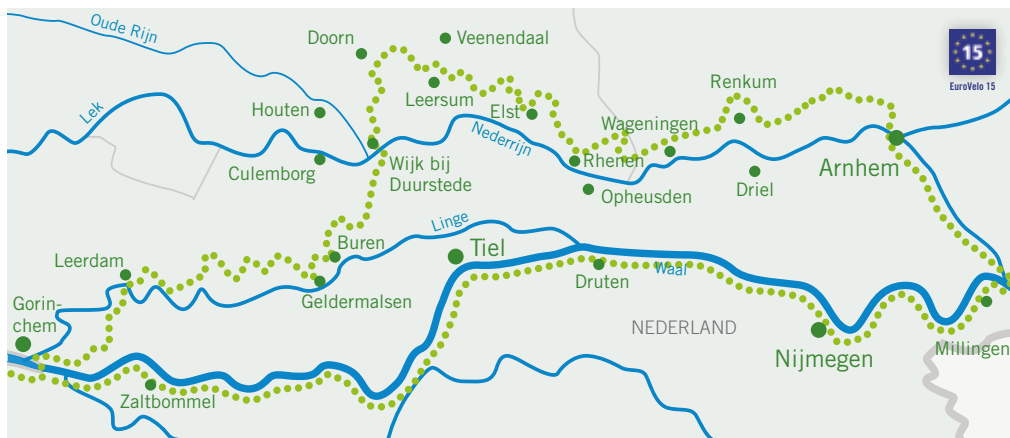 Oude Rijn
Doorn
Veenendaal
15
EuroVelo 15
Renkum
Leersum
Houten
Elst
Lek
Wageningen
Nederrijn
Culemborg
Wijk bij
Duurstede
Rhenen
Opheusden
Driel
Arnhem
Linge
Buren
Tiel
Leerdam
Geldermalsen
Waal
Druten
Gorin-
chem
NEDERLAND
Nijmegen
Millingen
Zaltbommel